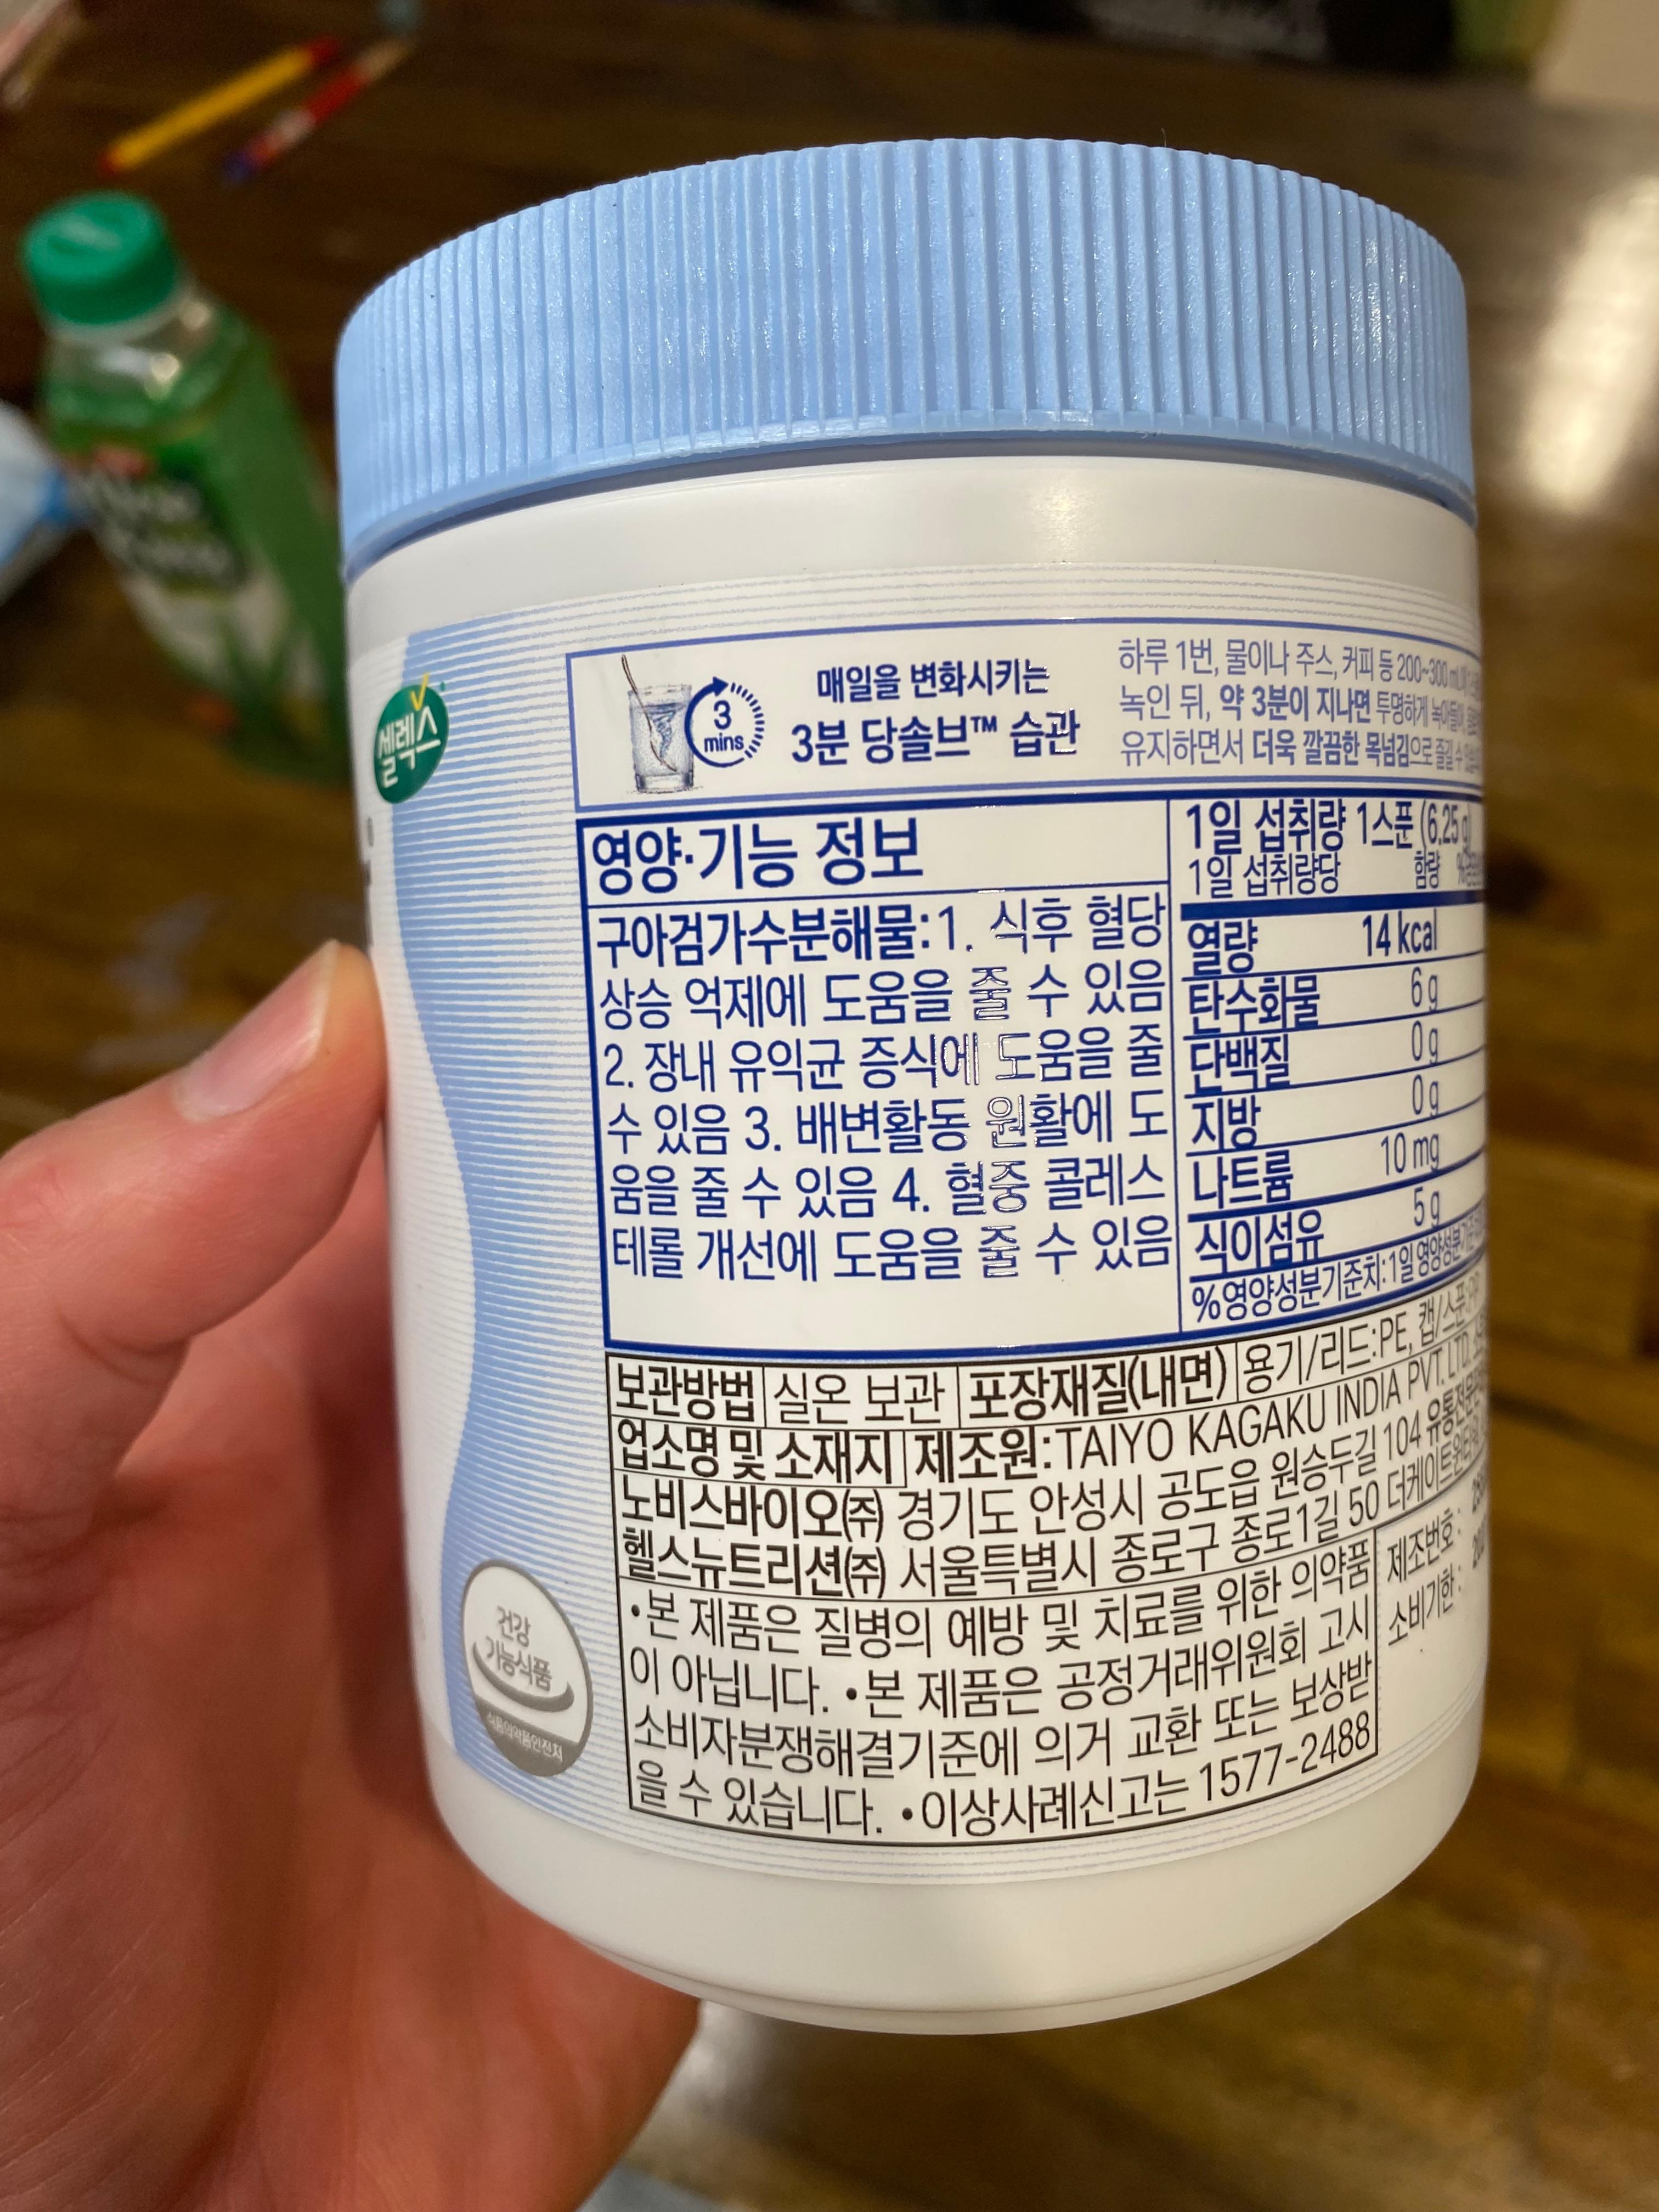 셀렉스
3
mins
매일을 변화시키는
3분 당솔브™ 습관
하루 1번, 물이나 주스, 커피 등 200~300 mL에
녹인 뒤, 약 3분이 지나면 투명하게 녹아들어
유지하면서 더욱 깔끔한 목넘김으로 즐길 수
영양·기능 정보
1일 섭취량 1스푼 (6.25 g)
1일 섭취량당 함량
구아검가수분해물:1. 식후 혈당
상승 억제에 도움을 줄 수 있음
2. 장내 유익균 증식에 도움을 줄
수 있음 3. 배변활동 원활에 도
움을 줄 수 있음 4. 혈중 콜레스
테롤 개선에 도움을 줄 수 있음
열량 14 kcal
탄수화물 6 g
단백질 0 g
지방 0 g
나트륨 10 mg
식이섬유 5 g
%영양성분기준치:1일 영양성분
보관방법 실온 보관 포장재질(내면) 용기/리드:PE, 캡/스푼:
업소명 및 소재지 제조원:TAIYO KAGAKU INDIA PVT. LTD.
노비스바이오㈜ 경기도 안성시 공도읍 원승두길 104 유통전문
헬스뉴트리션㈜ 서울특별시 종로구 종로1길 50 더케이트윈타워
•본 제품은 질병의 예방 및 치료를 위한 의약품
이 아닙니다. •본 제품은 공정거래위원회 고시
소비자분쟁해결기준에 의거 교환 또는 보상받
을 수 있습니다. •이상사례신고는 1577-2488
제조번호 :
소비기한 :
건강
기능식품
식품의약품안전처